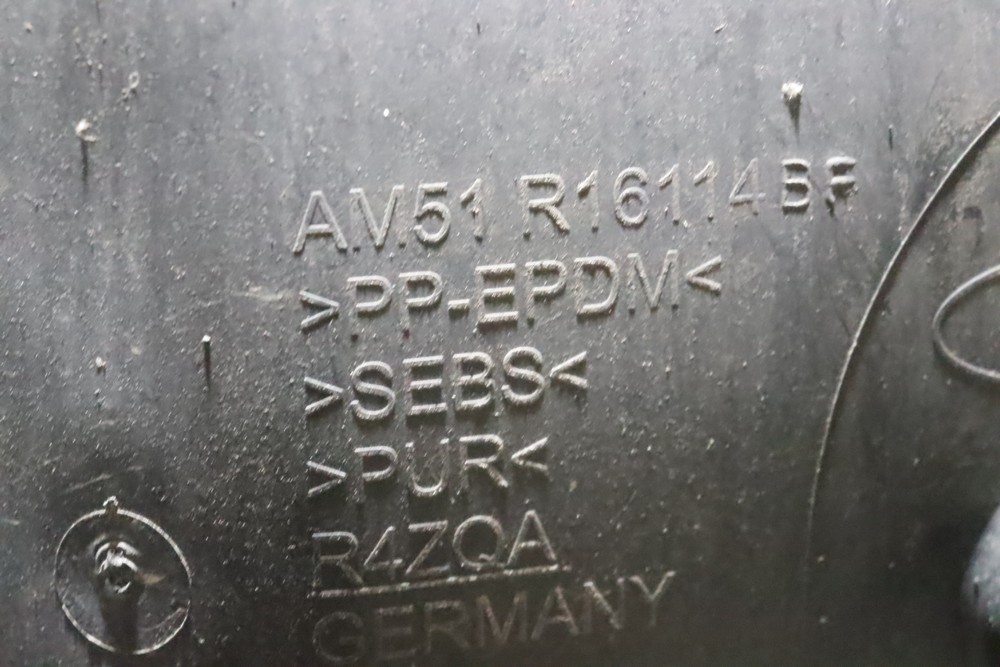 AV51 R16114 BF
>PP-EPDM<
>SEBS<
>PUR<
R4ZQA
GERMANY